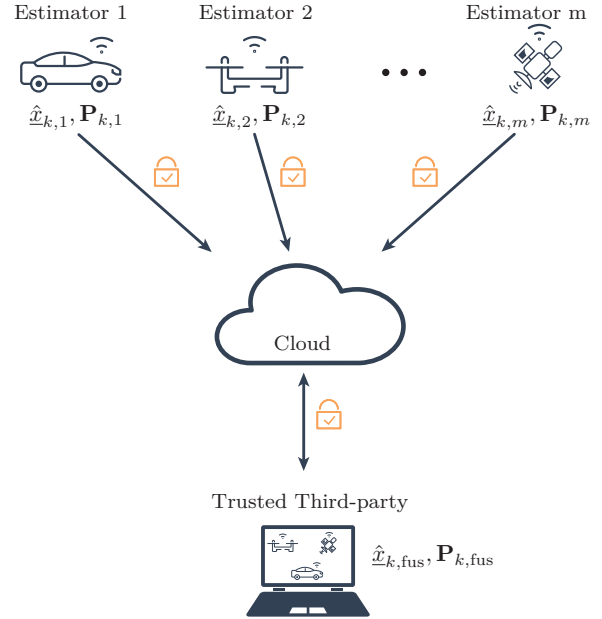 Estimator 1 Estimator 2 Estimator m
x̂ₖ,₁, Pₖ,₁ x̂ₖ,₂, Pₖ,₂ ••• x̂ₖ,ₘ, Pₖ,ₘ
Cloud
Trusted Third-party
x̂ₖ,fus, Pₖ,fus